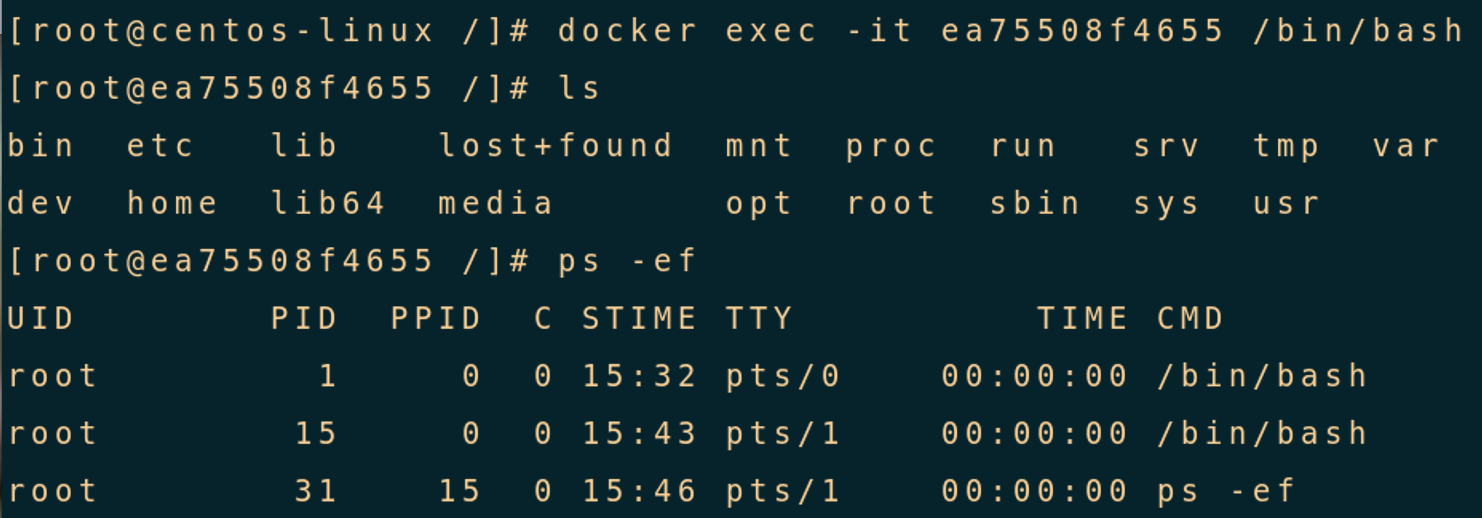 [root@centos-linux /]# docker exec -it ea75508f4655 /bin/bash
[root@ea75508f4655 /]# ls
bin  etc   lib    lost+found  mnt  proc  run   srv  tmp  var
dev  home  lib64  media       opt  root  sbin  sys  usr
[root@ea75508f4655 /]# ps -ef
UID        PID  PPID  C STIME TTY          TIME CMD
root         1     0  0 15:32 pts/0    00:00:00 /bin/bash
root        15     0  0 15:43 pts/1    00:00:00 /bin/bash
root        31    15  0 15:46 pts/1    00:00:00 ps -ef